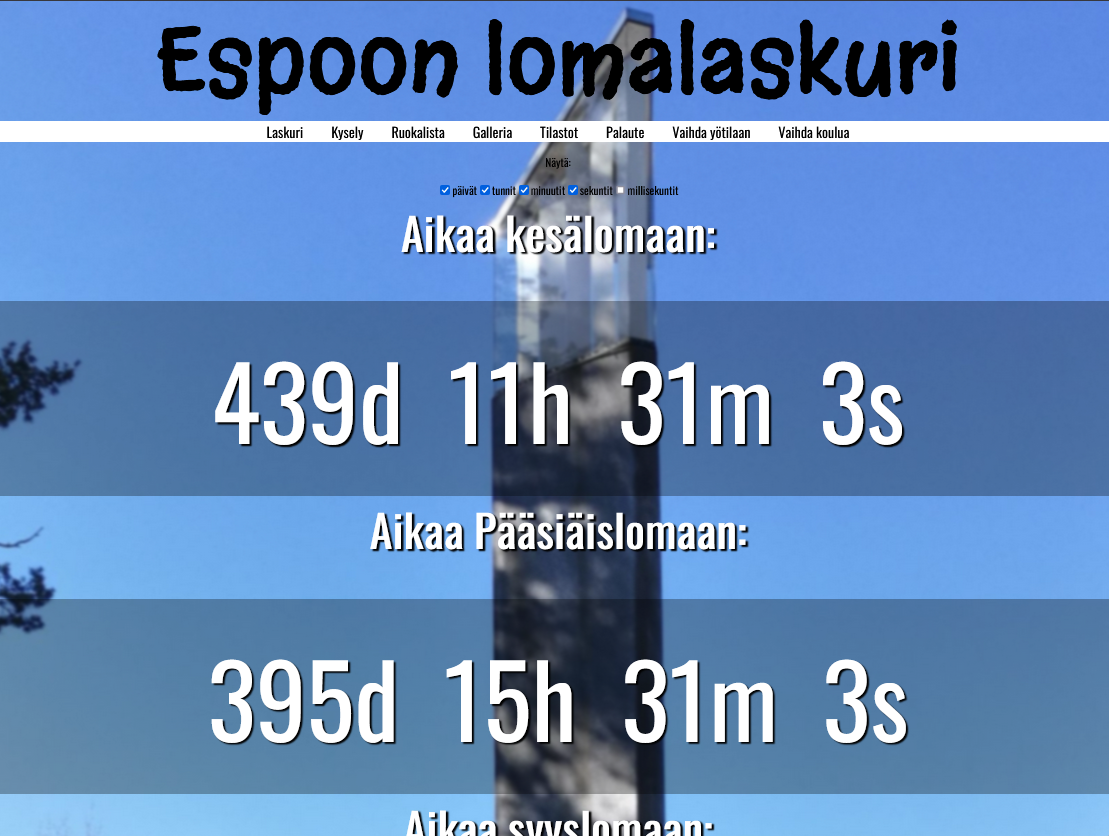 Espoon lomalaskuri
Laskuri Kysely Ruokalista Galleria Tilastot Palaute Vaihda yötilaan Vaihda koulua
Näytä:
päivät tunnit minuutit sekuntit millisekuntit
Aikaa kesälomaan:
439d 11h 31m 3s
Aikaa Pääsiäislomaan:
395d 15h 31m 3s
Aikaa syyslomaan: